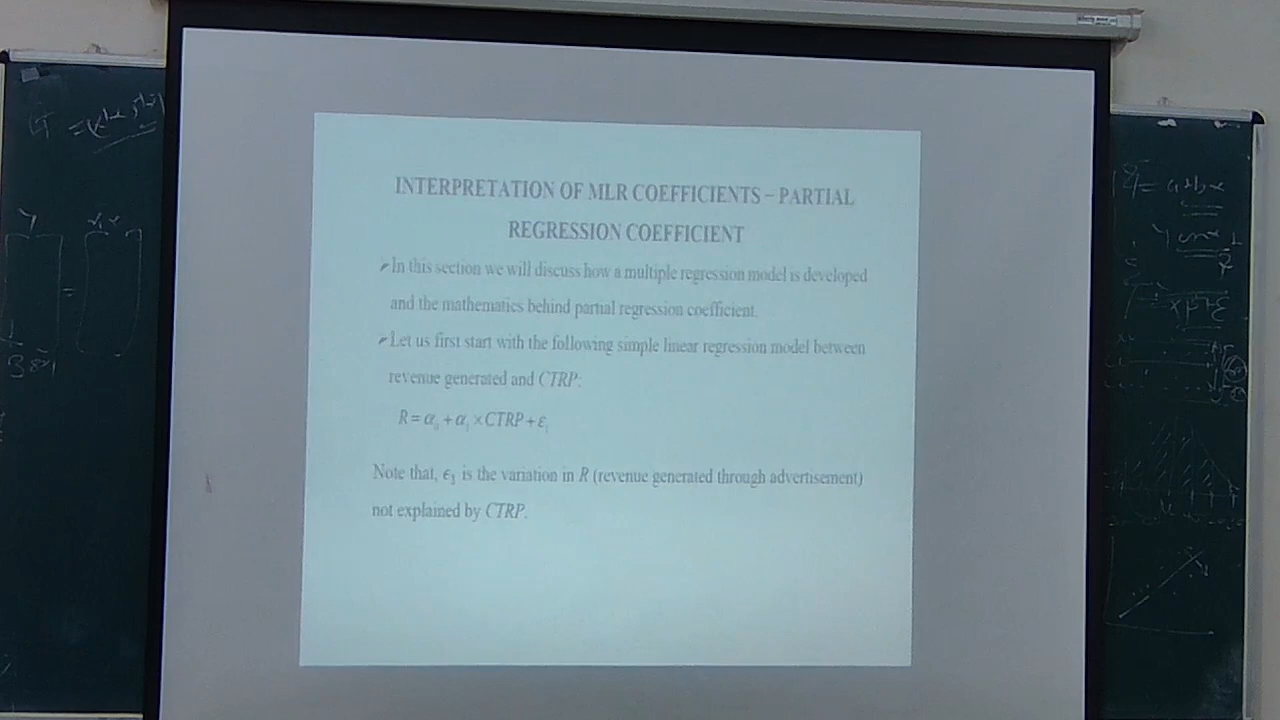 INTERPRETATION OF MLR COEFFICIENTS – PARTIAL
REGRESSION COEFFICIENT
➢In this section we will discuss how a multiple regression model is developed
and the mathematics behind partial regression coefficient.
➢Let us first start with the following simple linear regression model between
revenue generated and CTRP:
R = α₀ + α₁ × CTRP + ε₁
Note that, ϵ₁ is the variation in R (revenue generated through advertisement)
not explained by CTRP.